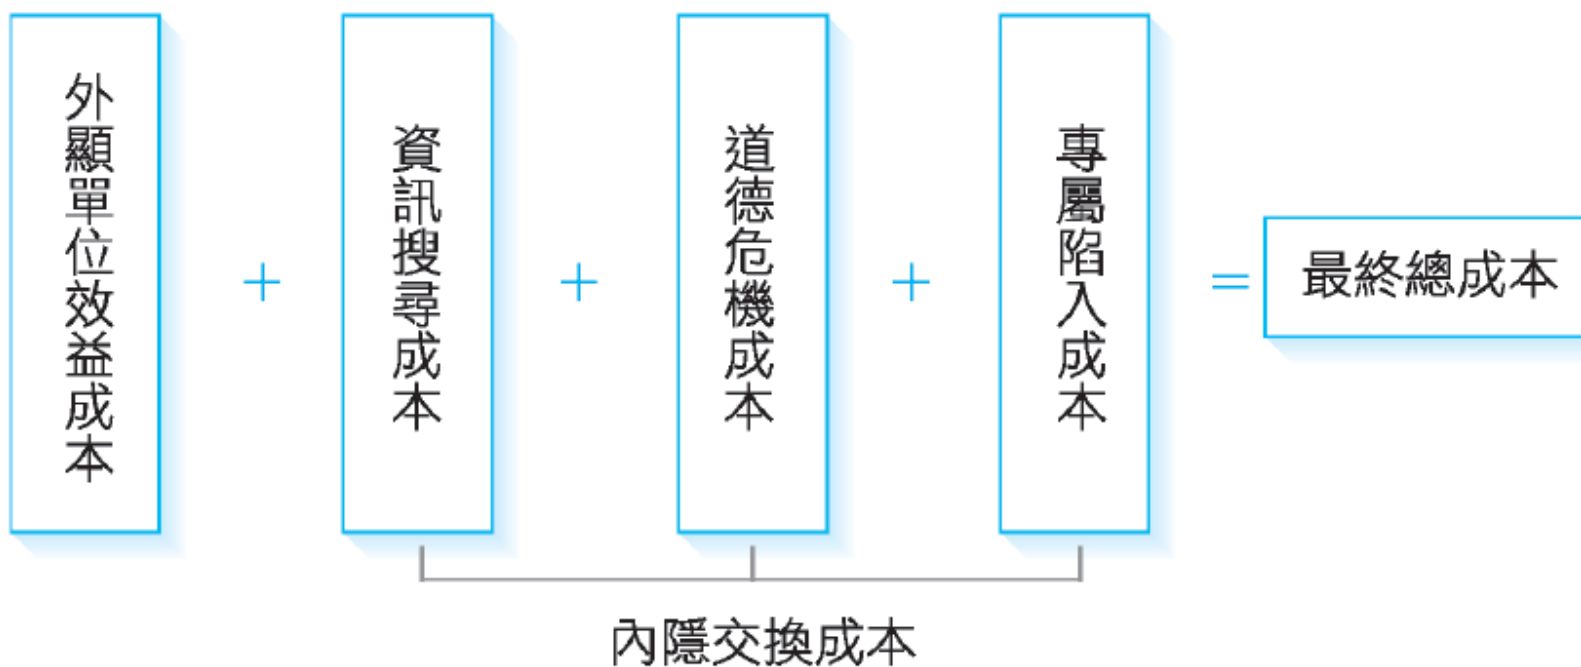 外顯單位效益成本
+
資訊搜尋成本
+
道德危機成本
+
專屬陷入成本
=
最終總成本
內隱交換成本